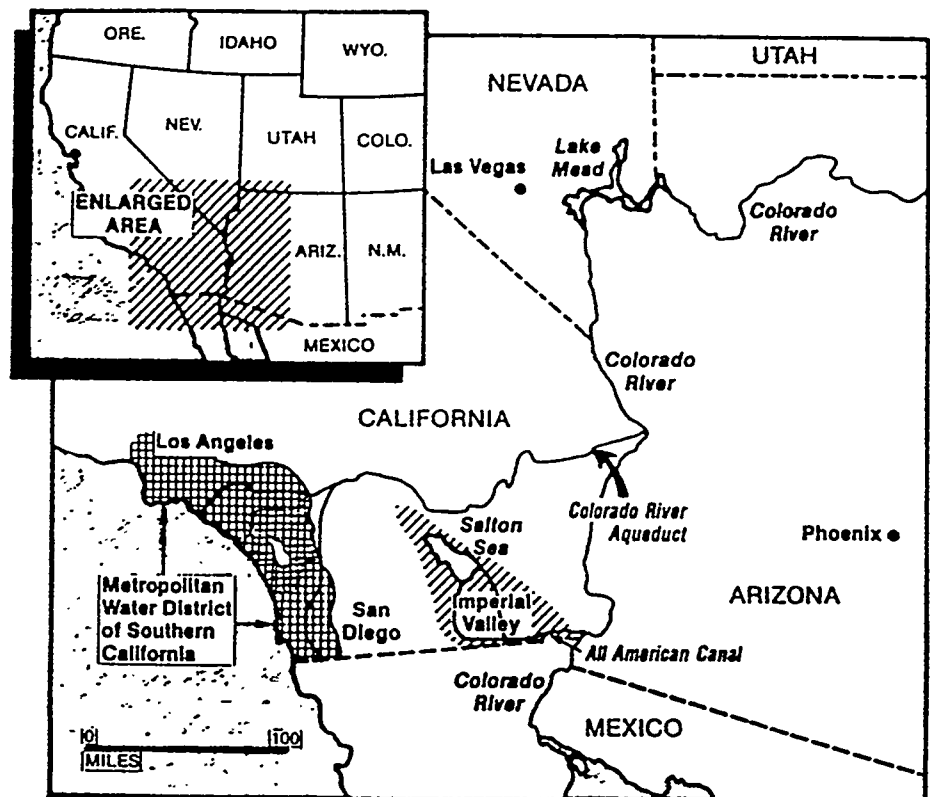 ORE.
IDAHO
WYO.
CALIF.
NEV.
UTAH
COLO.
ENLARGED
AREA
ARIZ.
N.M.
MEXICO
UTAH
NEVADA
Lake
Mead
Las Vegas
Colorado
River
Colorado
River
CALIFORNIA
Los Angeles
Colorado River
Aqueduct
Salton
Sea
Phoenix
Metropolitan
Water District
of Southern
California
San
Diego
Imperial
Valley
ARIZONA
All American Canal
Colorado
River
MEXICO
0 100
MILES